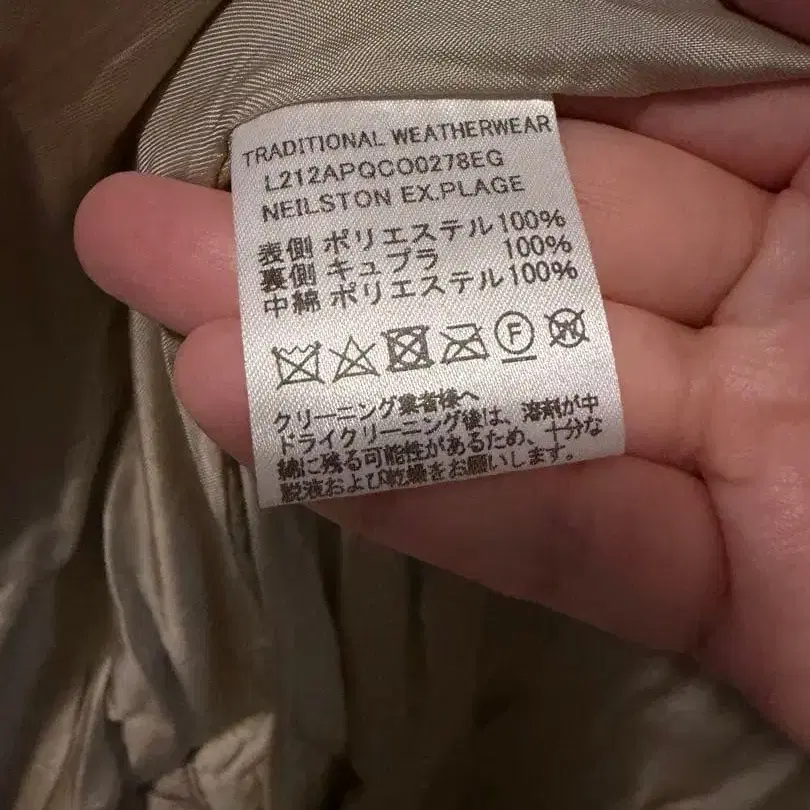 TRADITIONAL WEATHERWEAR
L212APQCO0278EG
NEILSTON EX.PLAGE
表側 ポリエステル 100%
裏側 キュプラ 100%
中綿 ポリエステル 100%
F W
クリーニング業者様へ
ドライクリーニング後は、溶剤が中
綿に残る可能性があるため、十分な
脱液および乾燥をお願いします。